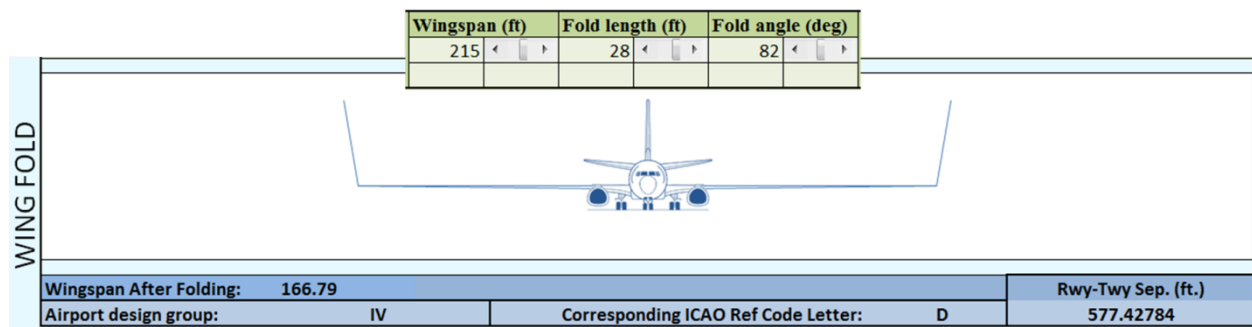 Wingspan (ft) Fold length (ft) Fold angle (deg)
215 28 82
WING FOLD
Wingspan After Folding: 166.79 Rwy-Twy Sep. (ft.)
Airport design group: IV Corresponding ICAO Ref Code Letter: D 577.42784